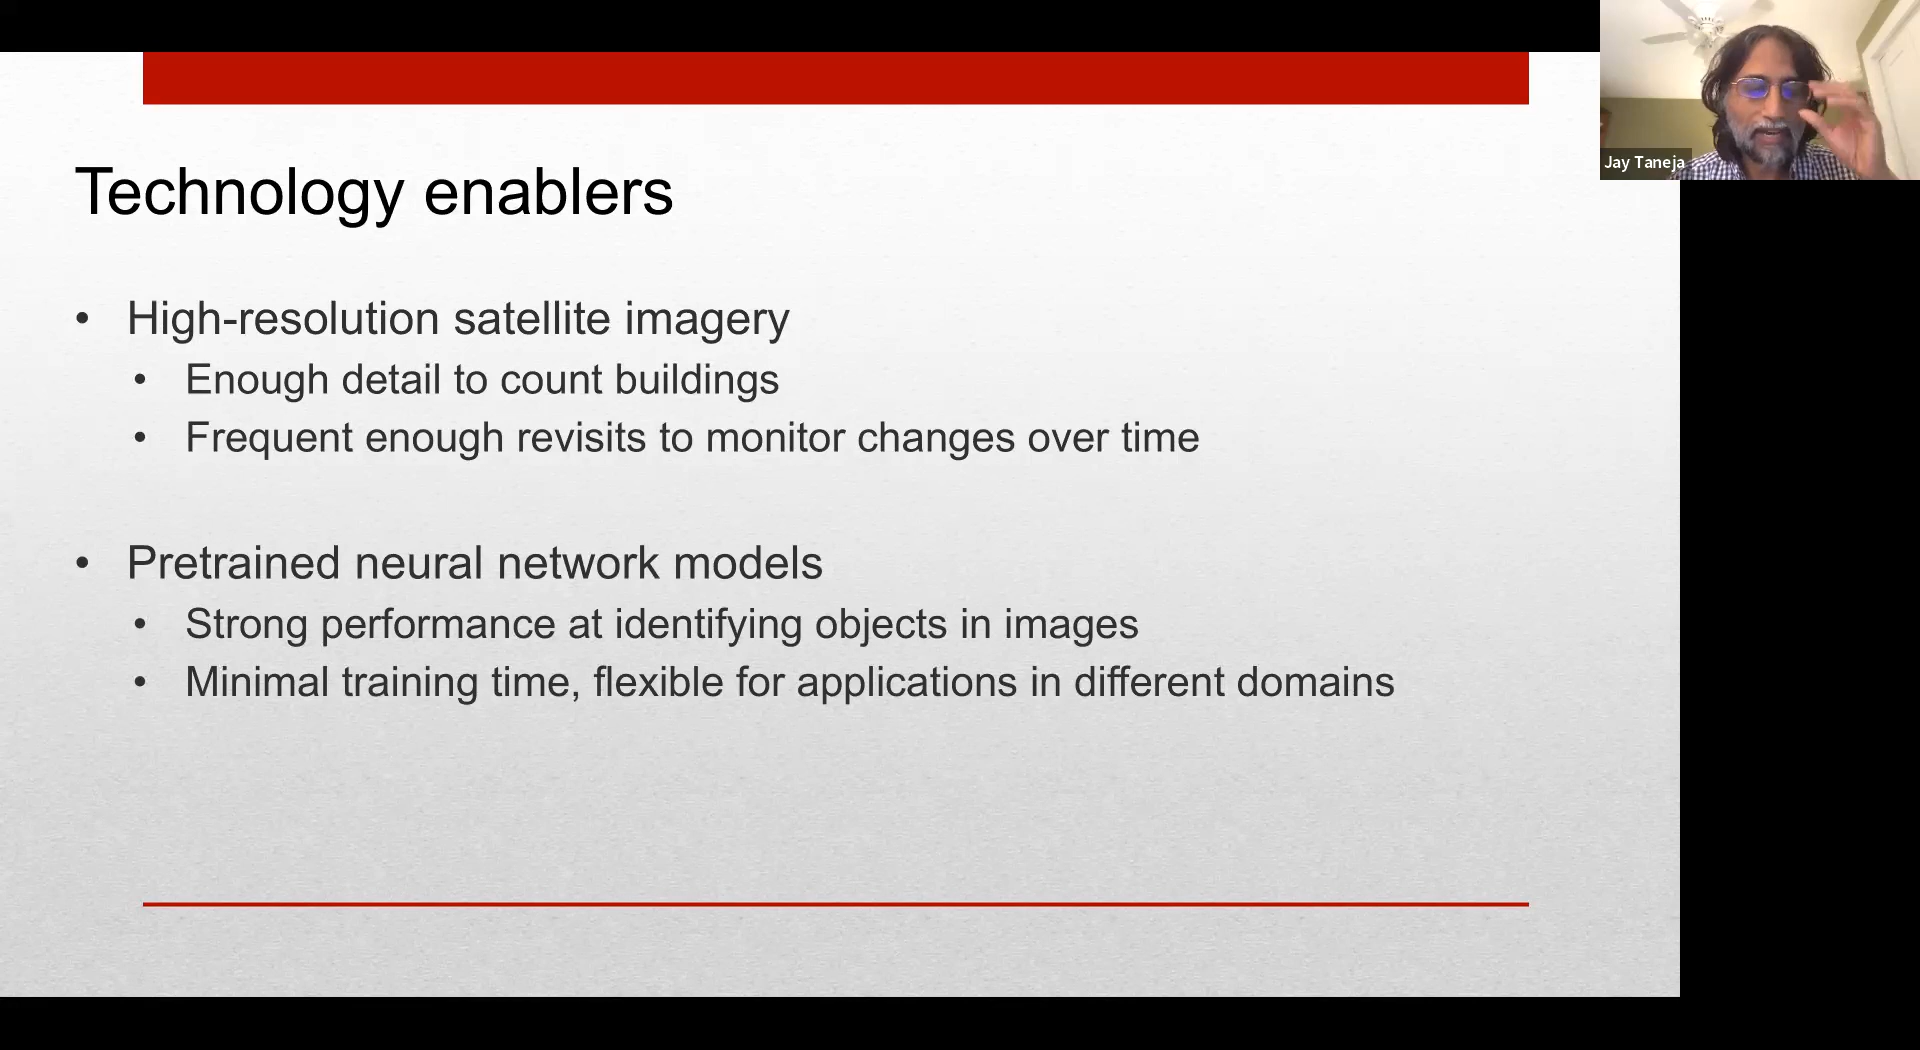 Jay Taneja
Technology enablers
• High-resolution satellite imagery
• Enough detail to count buildings
• Frequent enough revisits to monitor changes over time
• Pretrained neural network models
• Strong performance at identifying objects in images
• Minimal training time, flexible for applications in different domains